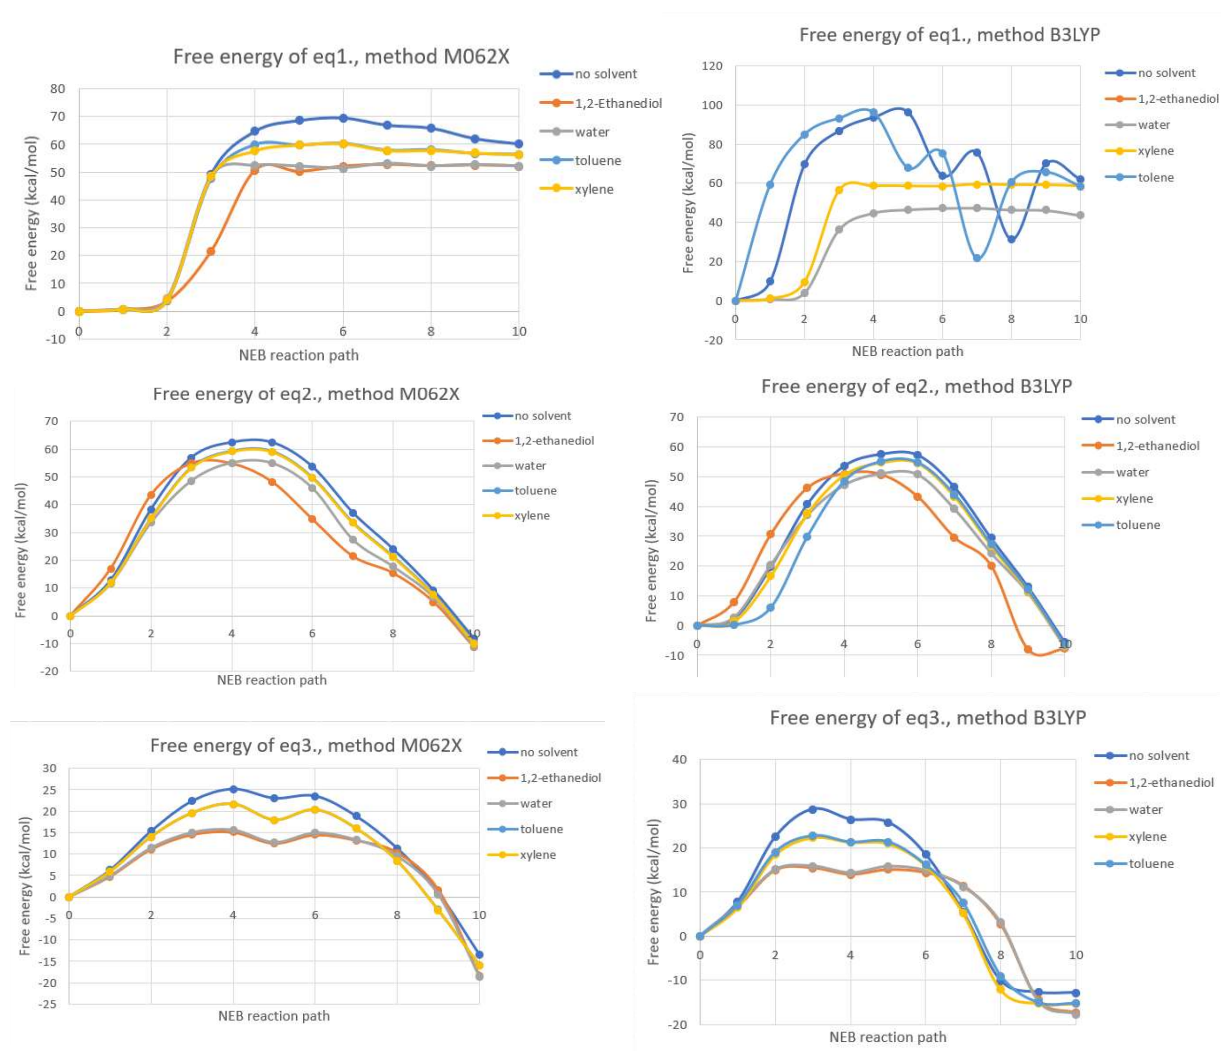 Free energy of eq1., method M062X
Free energy (kcal/mol)
80
70
60
50
40
30
20
10
0
-10
0
2
4
6
8
10
NEB reaction path
no solvent
1,2-Ethanediol
water
toluene
xylene
Free energy of eq1., method B3LYP
Free energy (kcal/mol)
120
100
80
60
40
20
0
-20
0
2
4
6
8
10
NEB reaction path
no solvent
1,2-ethanediol
water
xylene
tolene
Free energy of eq2., method M062X
Free energy (kcal/mol)
70
60
50
40
30
20
10
0
-10
-20
0
2
4
6
8
10
NEB reaction path
no solvent
1,2-ethanediol
water
toluene
xylene
Free energy of eq2., method B3LYP
Free energy (kcal/mol)
70
60
50
40
30
20
10
0
-10
0
2
4
6
8
10
no solvent
1,2-ethanediol
water
xylene
toluene
Free energy of eq3., method M062X
Free energy (kcal/mol)
30
25
20
15
10
5
0
-5
-10
-15
-20
-25
0
2
4
6
8
10
NEB reaction path
no solvent
1,2-ethanediol
water
toluene
xylene
Free energy of eq3., method B3LYP
Free energy (kcal/mol)
40
30
20
10
0
-10
-20
0
2
4
6
8
10
NEB reaction path
no solvent
1,2-ethanediol
water
xylene
toluene